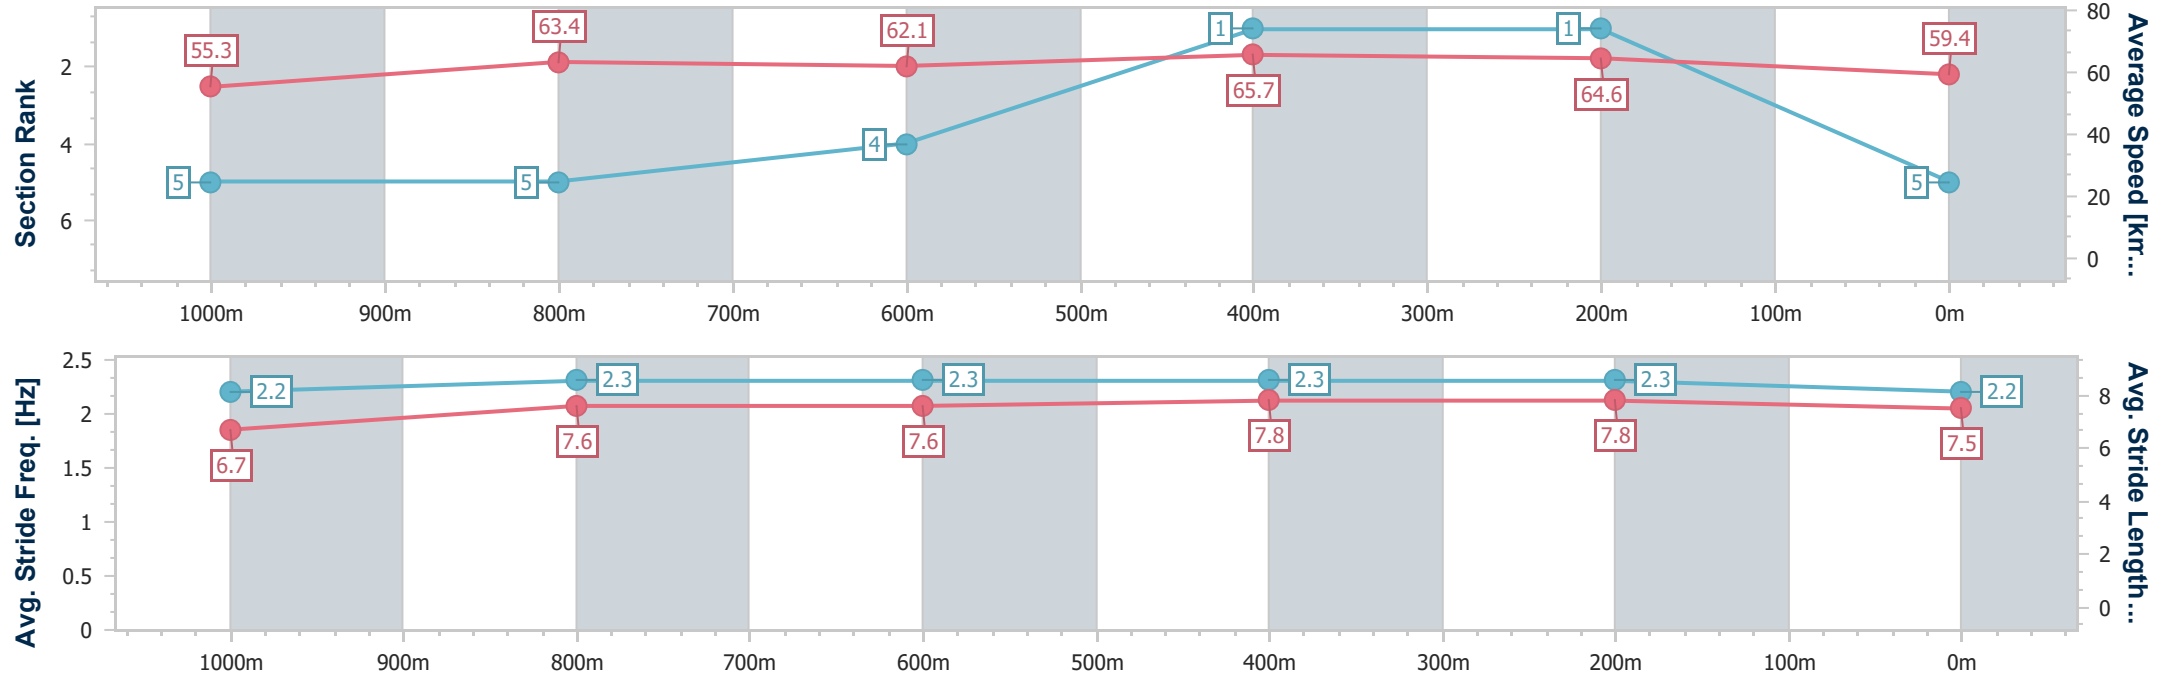 Section Rank
2
4
6
55.3
63.4
62.1
65.7
64.6
59.4
5
5
4
1
1
5
80
60
40
20
0
Average Speed [km...
1000m
900m
800m
700m
600m
500m
400m
300m
200m
100m
0m
Avg. Stride Freq. [Hz]
2.5
2
1.5
1
0.5
0
2.2
2.3
2.3
2.3
2.3
2.2
6.7
7.6
7.6
7.8
7.8
7.5
8
6
4
2
0
Avg. Stride Length...
1000m
900m
800m
700m
600m
500m
400m
300m
200m
100m
0m